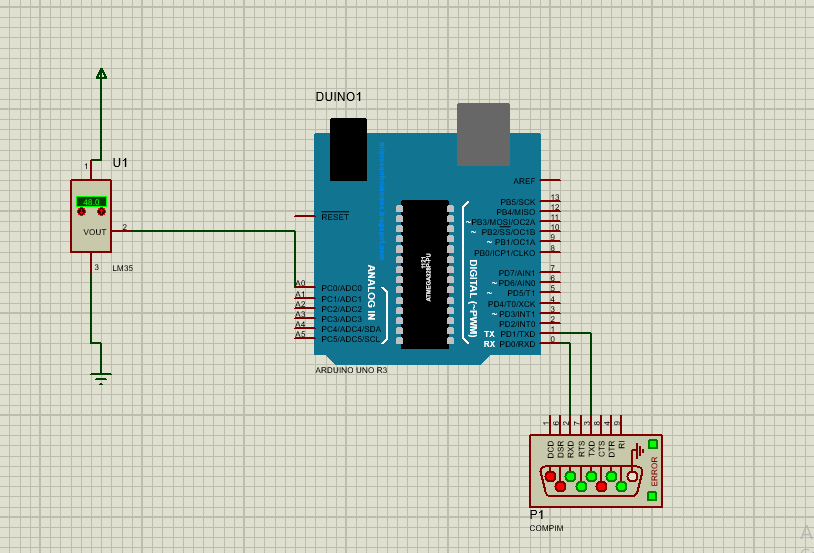 DUINO1
U1
1
48.0
VOUT
2
3
LM35
RESET
A0 PC0/ADC0
A1 PC1/ADC1
A2 PC2/ADC2
A3 PC3/ADC3
A4 PC4/ADC4/SDA
A5 PC5/ADC5/SCL
ANALOG IN
1121
ATMEGA328P-PU
DIGITAL (~PWM)
AREF
PB5/SCK 13
PB4/MISO 12
~PB3/MOSI/OC2A 11
~ PB2/SS/OC1B 10
~ PB1/OC1A 9
PB0/ICP1/CLKO 8
PD7/AIN1 7
~ PD6/AIN0 6
~ PD5/T1 5
PD4/T0/XCK 4
~ PD3/INT1 3
PD2/INT0 2
TX PD1/TXD 1
RX PD0/RXD 0
ARDUINO UNO R3
1 6 2 7 3 8 4 9
DCD DSR RXD RTS TXD CTS DTR RI
ERROR
P1
COMPIM